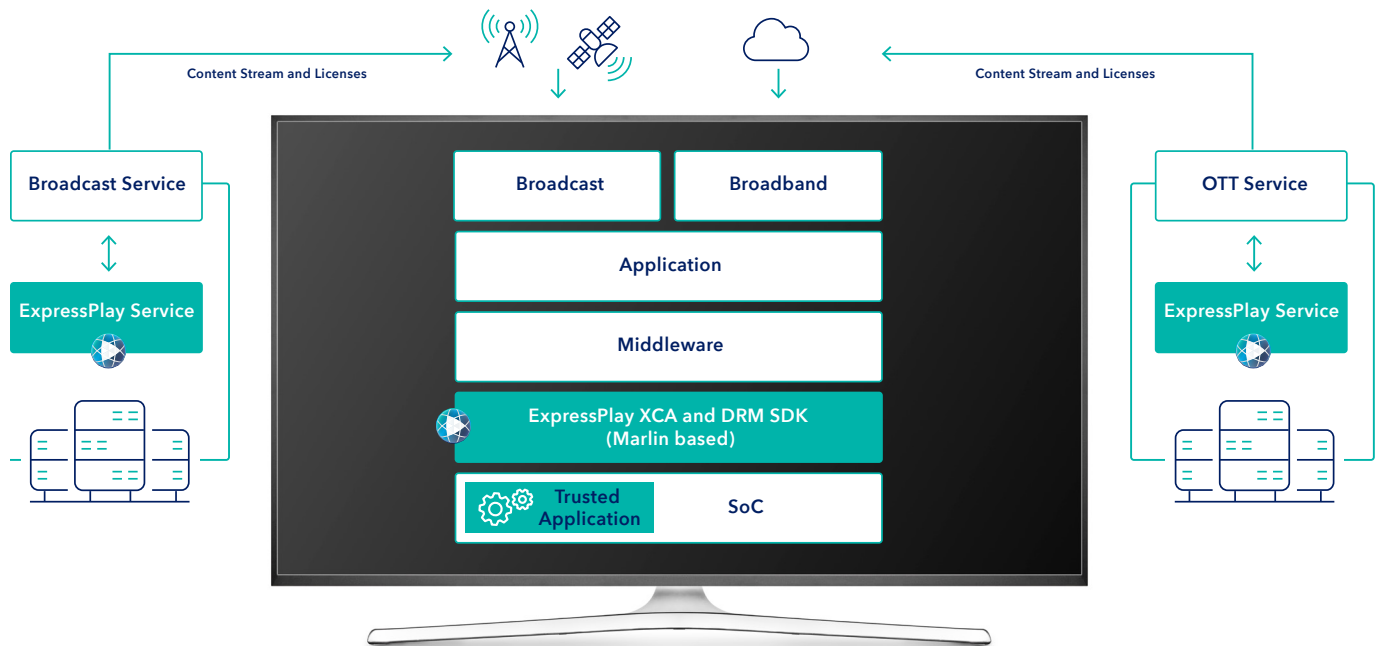 Content Stream and Licenses
Content Stream and Licenses
Broadcast Service
ExpressPlay Service
Broadcast
Broadband
Application
Middleware
ExpressPlay XCA and DRM SDK
(Marlin based)
Trusted
Application
SoC
OTT Service
ExpressPlay Service